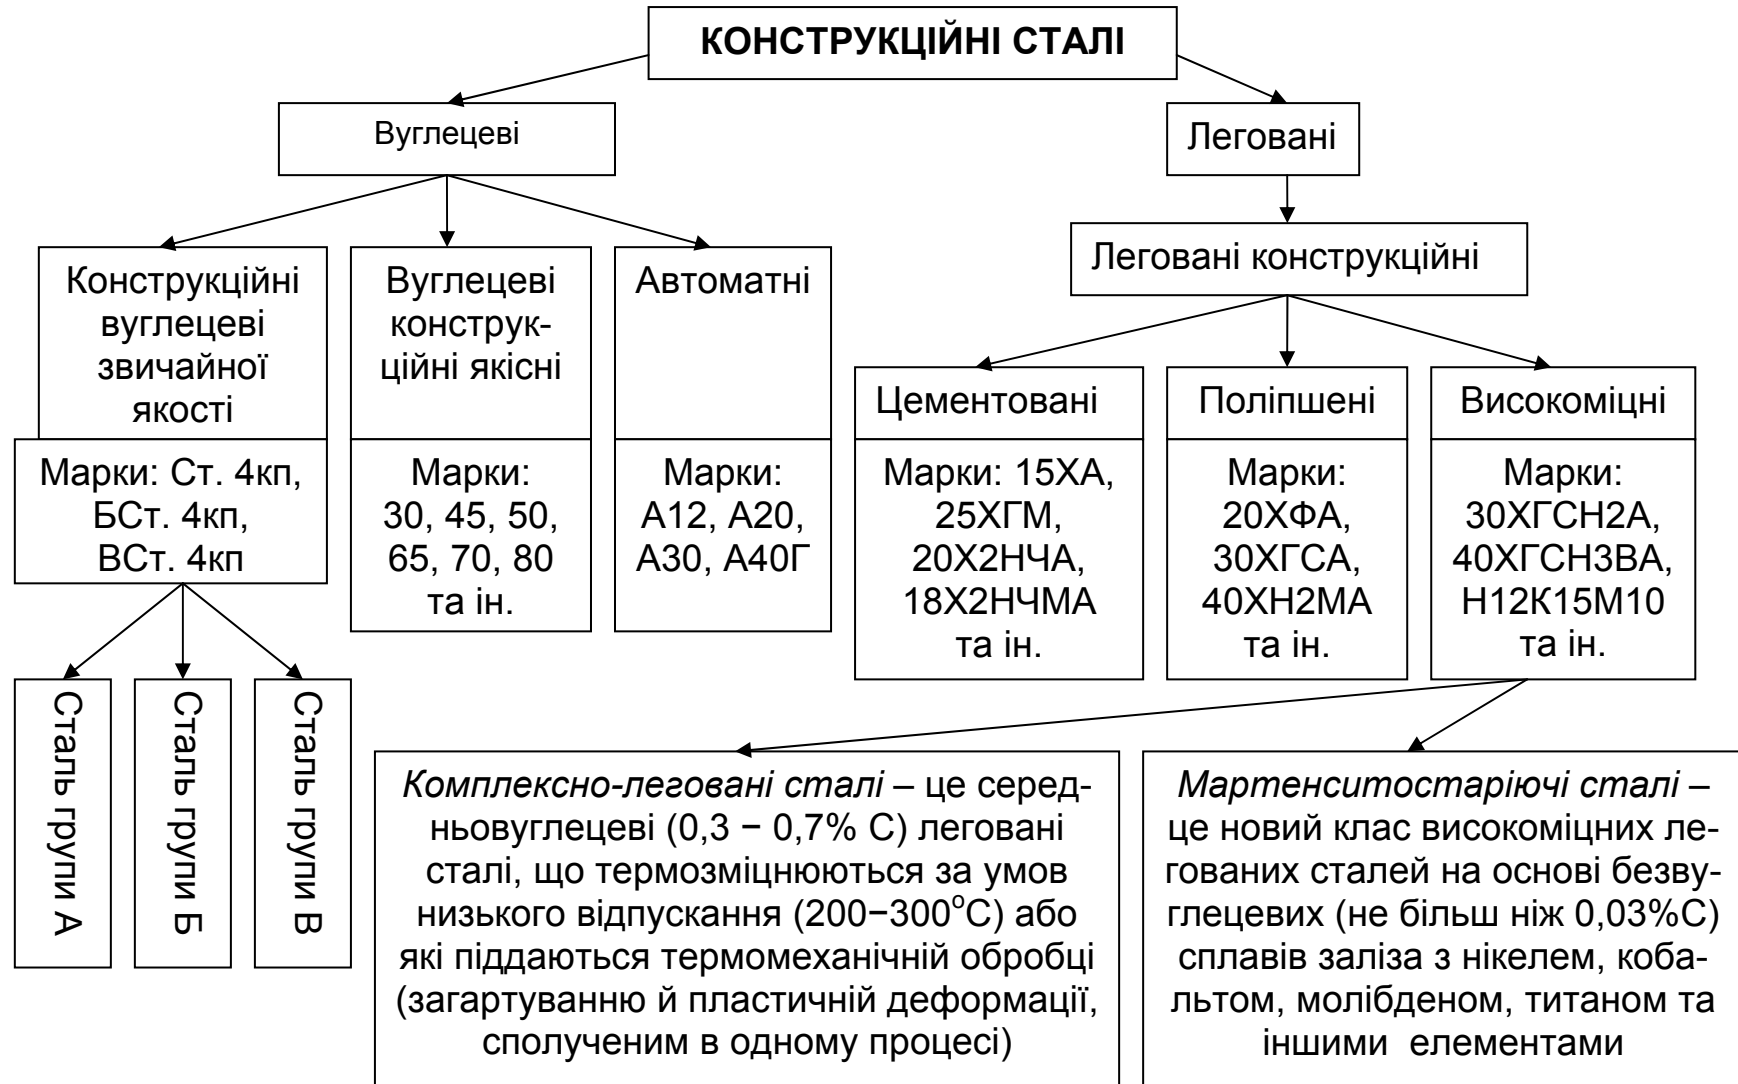 КОНСТРУКЦІЙНІ СТАЛІ
Вуглецеві
Леговані
Конструкційні
вуглецеві
звичайної
якості
Вуглецеві
конструк-
ційні якісні
Автоматні
Леговані конструкційні
Цементовані
Поліпшені
Високоміцні
Марки: Ст. 4кп,
БСт. 4кп,
ВСт. 4кп
Марки:
30, 45, 50,
65, 70, 80
та ін.
Марки:
А12, А20,
А30, А40Г
Марки: 15ХА,
25ХГМ,
20Х2НЧА,
18Х2НЧМА
та ін.
Марки:
20ХФА,
30ХГСА,
40ХН2МА
та ін.
Марки:
30ХГСН2А,
40ХГСН3ВА,
Н12К15М10
та ін.
Сталь групи А
Сталь групи Б
Сталь групи В
Комплексно-леговані сталі – це серед-
ньовуглецеві (0,3 − 0,7% С) леговані
сталі, що термозміцнюються за умов
низького відпускання (200−300°С) або
які піддаються термомеханічній обробці
(загартуванню й пластичній деформації,
сполученим в одному процесі)
Мартенситостаріючі сталі –
це новий клас високоміцних ле-
гованих сталей на основі безву-
глецевих (не більш ніж 0,03%С)
сплавів заліза з нікелем, коба-
льтом, молібденом, титаном та
іншими елементами